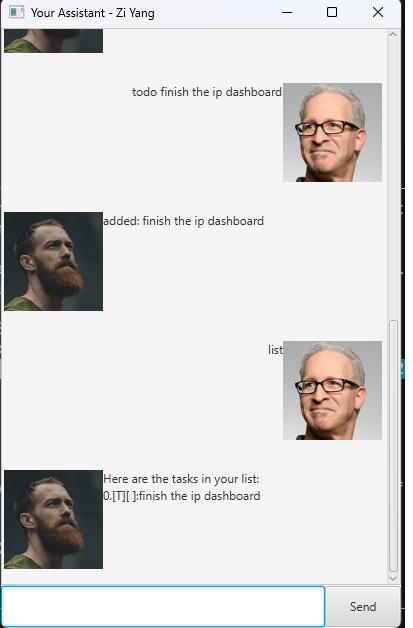 Your Assistant - Zi Yang
todo finish the ip dashboard
added: finish the ip dashboard
list
Here are the tasks in your list:
0.[T][ ]:finish the ip dashboard
Send